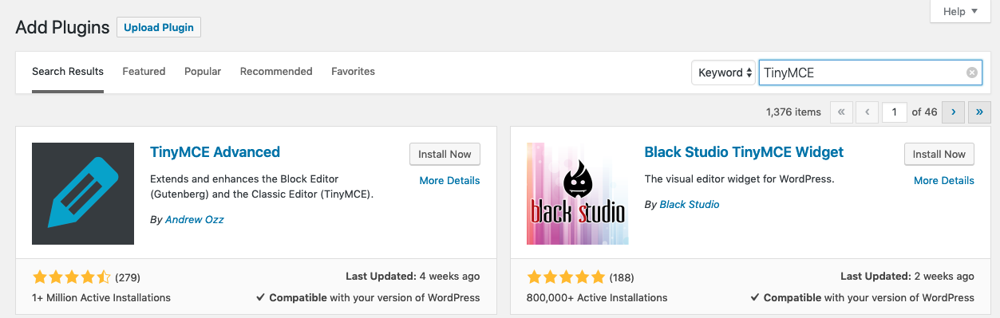 Help ▼
Add Plugins Upload Plugin
Search Results Featured Popular Recommended Favorites Keyword TinyMCE
1,376 items « ‹ 1 of 46 › »
TinyMCE Advanced
Install Now
Extends and enhances the Block Editor
(Gutenberg) and the Classic Editor (TinyMCE).
More Details
By Andrew Ozz
(279)
Last Updated: 4 weeks ago
1+ Million Active Installations
✓ Compatible with your version of WordPress
black studio
Black Studio TinyMCE Widget
Install Now
The visual editor widget for WordPress.
More Details
By Black Studio
(188)
Last Updated: 2 weeks ago
800,000+ Active Installations
✓ Compatible with your version of WordPress